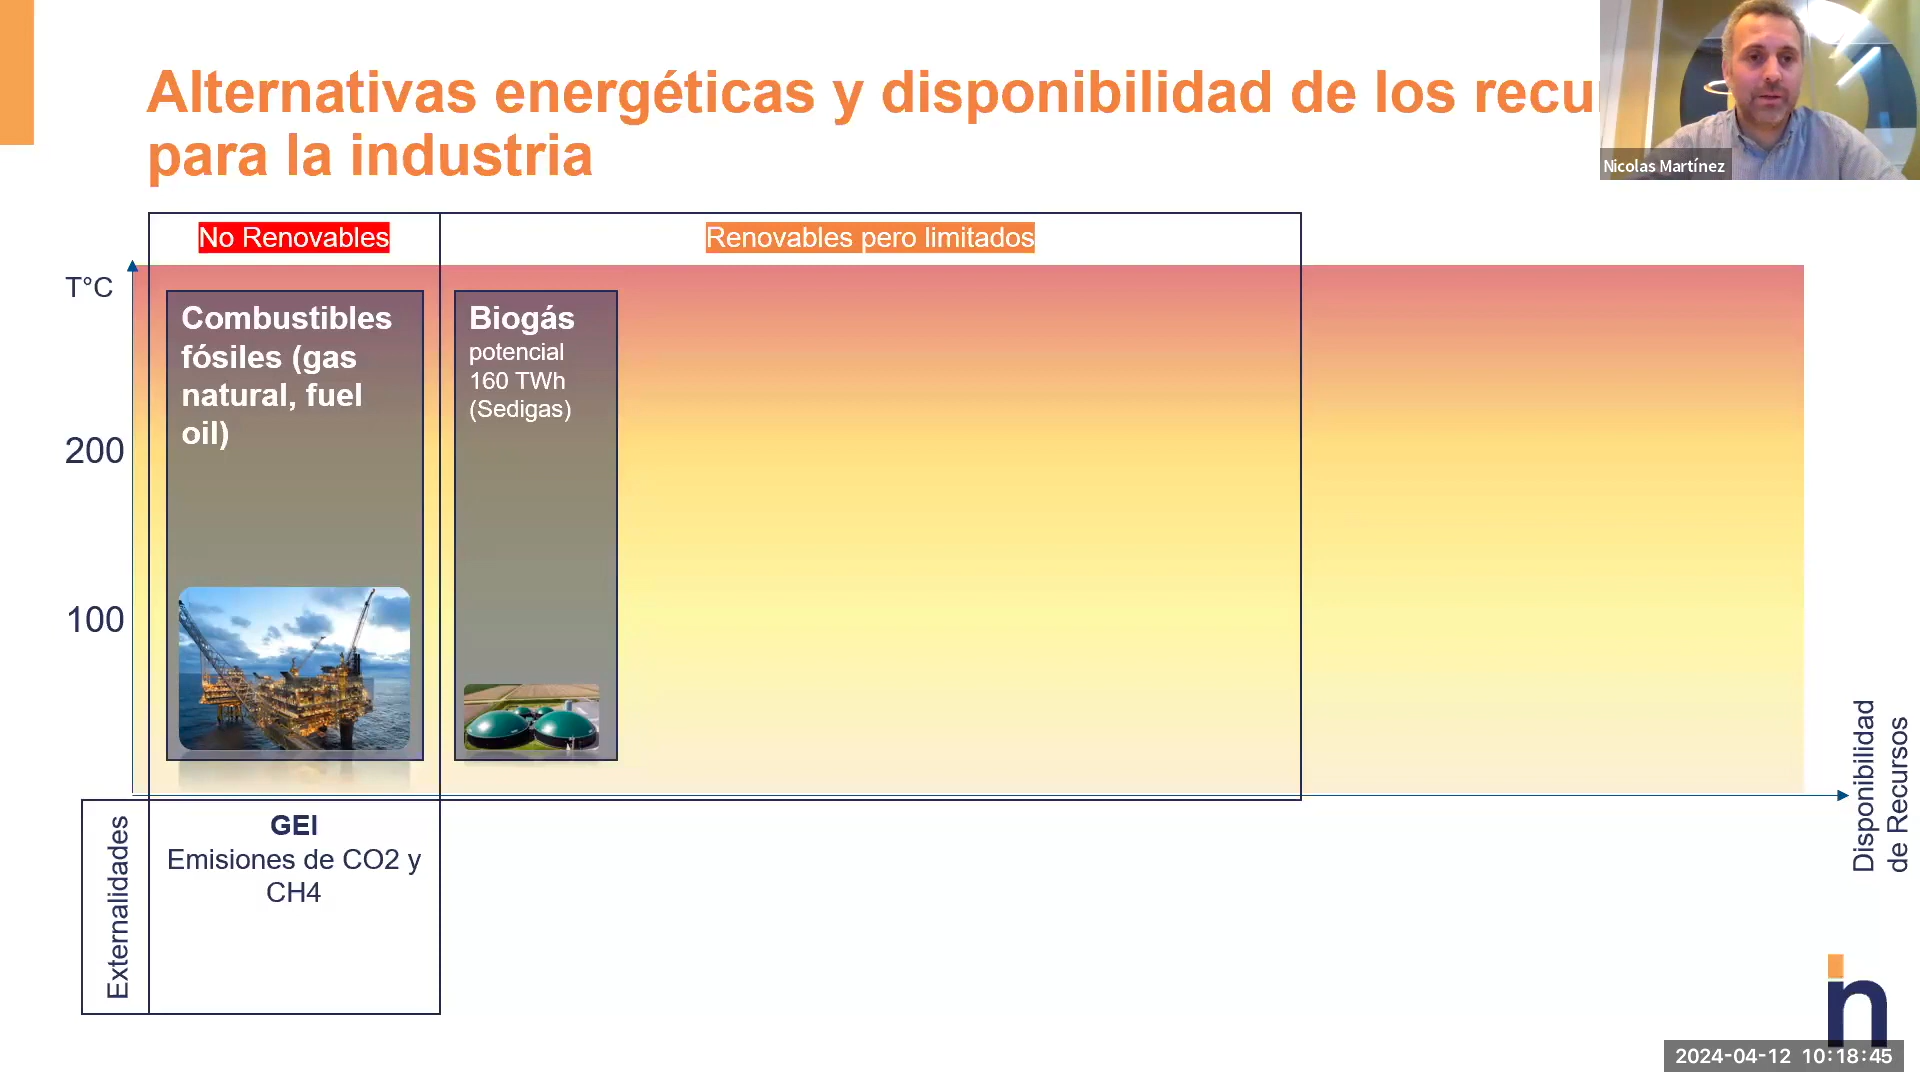 Alternativas energéticas y disponibilidad de los recu
para la industria
Nicolas Martínez
No Renovables
Renovables pero limitados
T°C
200
100
Combustibles
fósiles (gas
natural, fuel
oil)
Biogás
potencial
160 TWh
(Sedigas)
Disponibilidad
de Recursos
Externalidades
GEI
Emisiones de CO2 y
CH4
in
2024-04-12 10:18:45